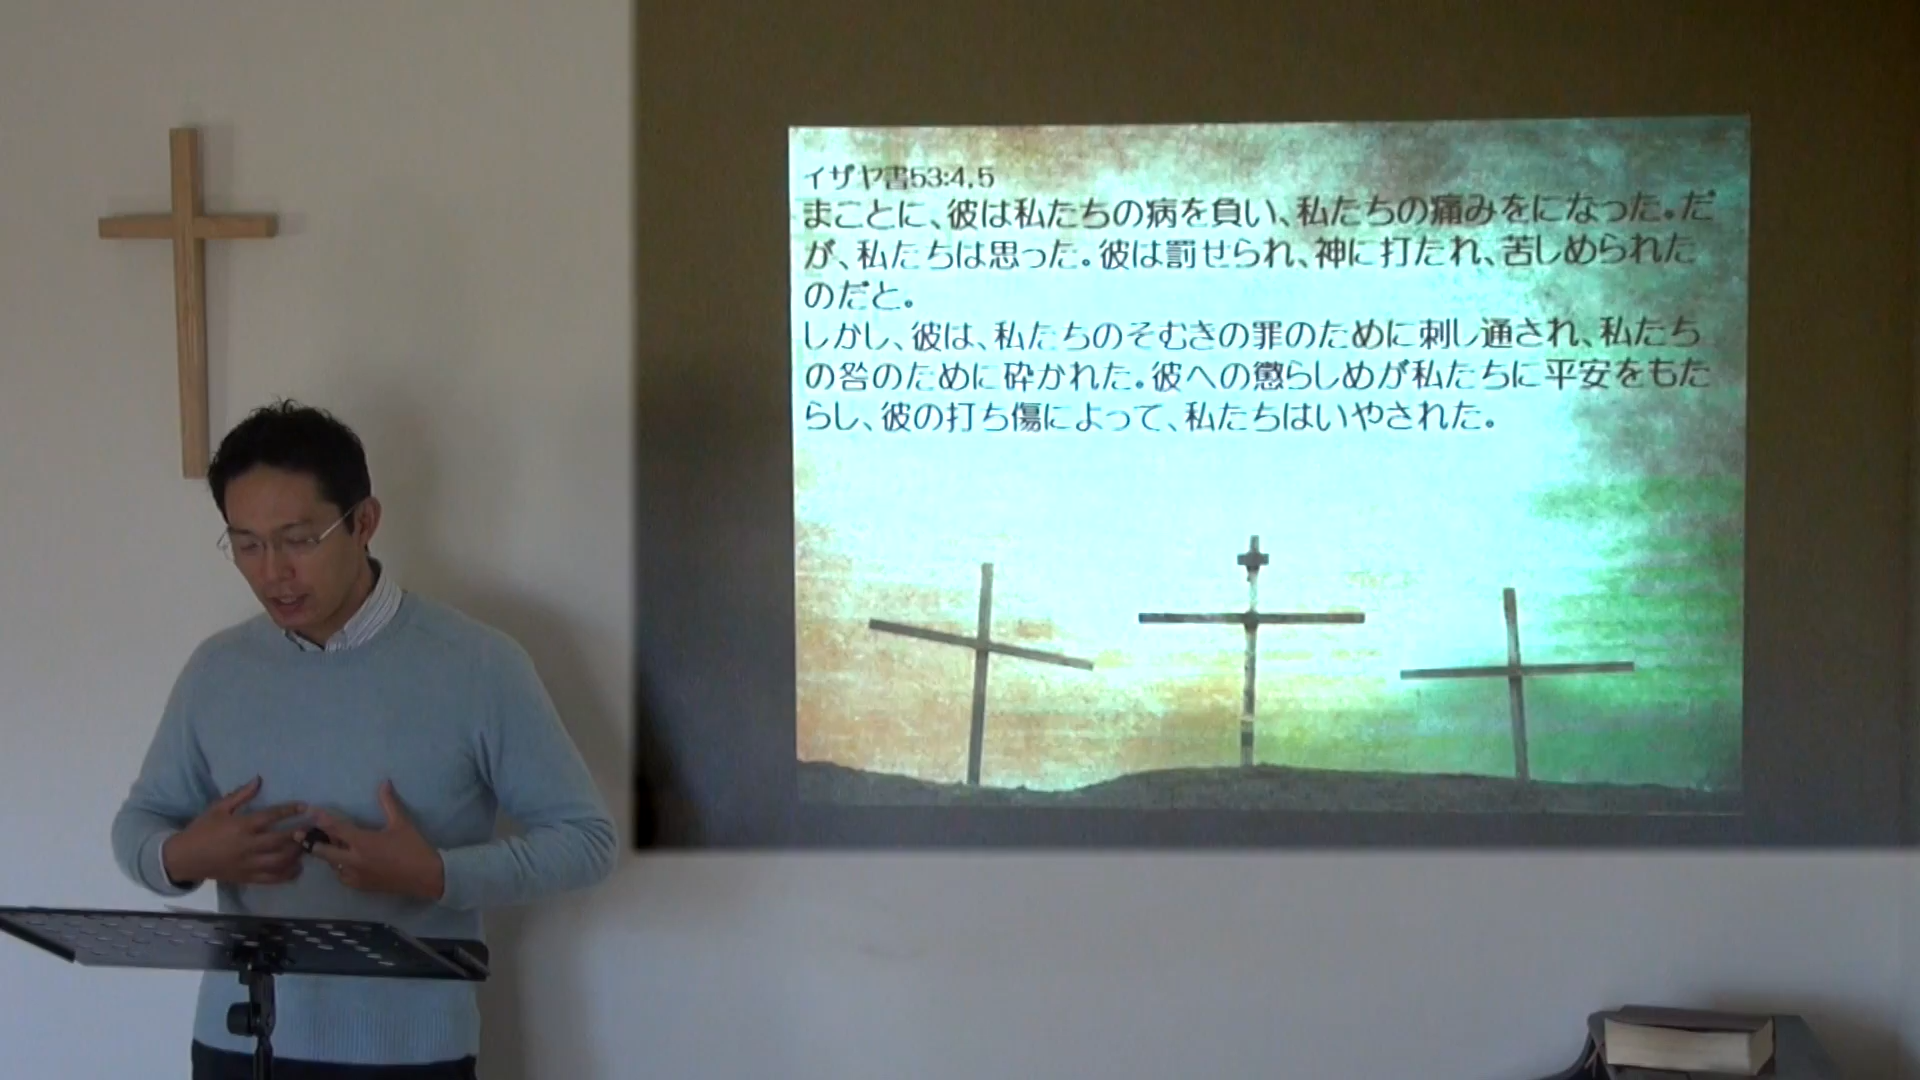 イザヤ書53:4,5
まことに、彼は私たちの病を負い、私たちの痛みをになった。だ
が、私たちは思った。彼は罰せられ、神に打たれ、苦しめられた
のだと。
しかし、彼は、私たちのそむきの罪のために刺し通され、私たち
の咎のために砕かれた。彼への懲らしめが私たちに平安をもた
らし、彼の打ち傷によって、私たちはいやされた。